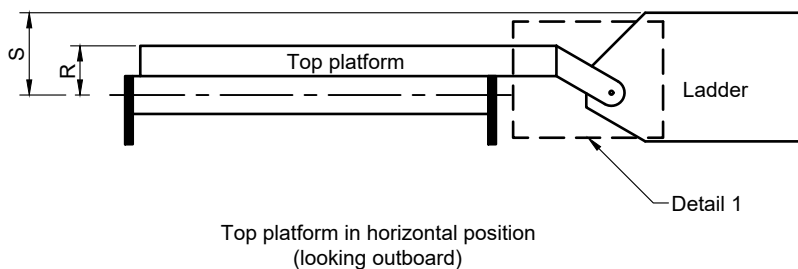 S
R
Top platform
Ladder
Detail 1
Top platform in horizontal position
(looking outboard)